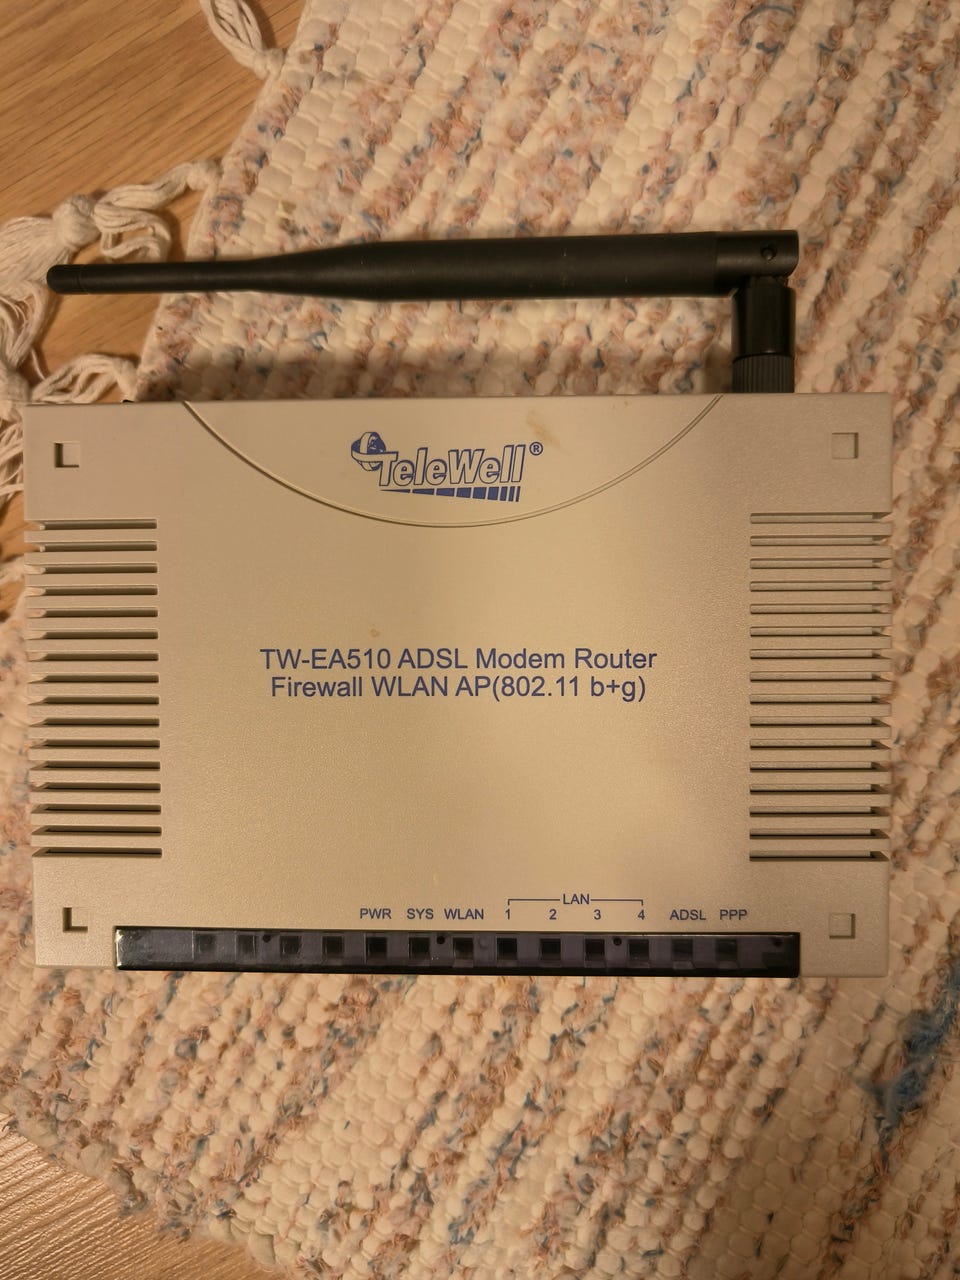 TeleWell®
TW-EA510 ADSL Modem Router
Firewall WLAN AP(802.11 b+g)
LAN
PWR SYS WLAN 1 2 3 4 ADSL PPP